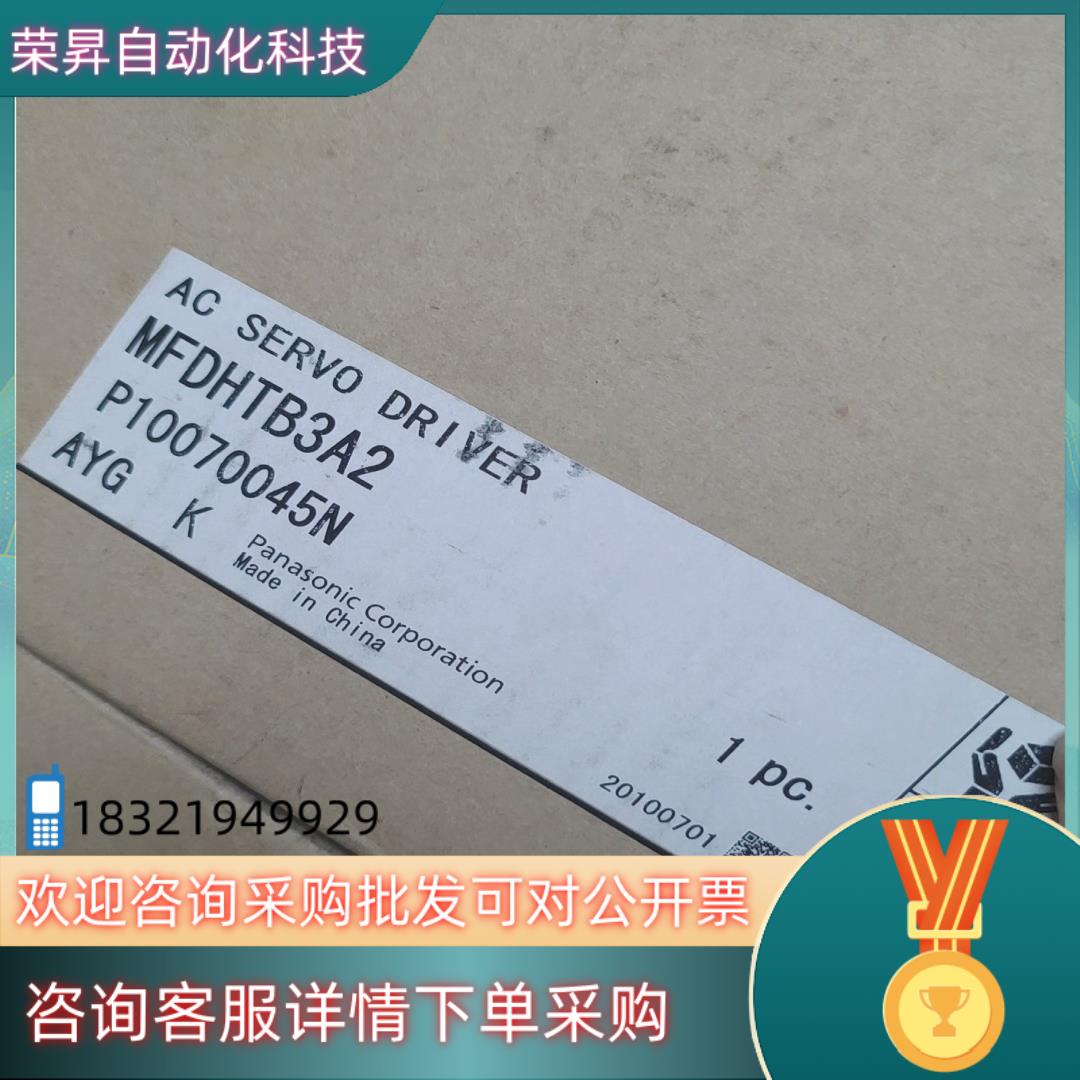 荣昇自动化科技
AC SERVO DRIVER
MFDHTB3A2
P10070045N
AYG K
Panasonic Corporation
Made in China
1 pc.
20100701
18321949929
欢迎咨询采购批发可对公开票
咨询客服详情下单采购